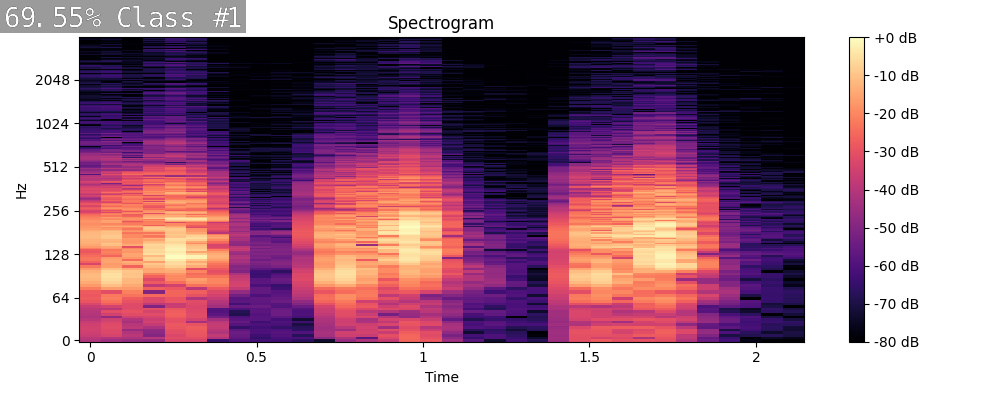 69.55% Class #1
Spectrogram
2048
1024
512
256
128
64
0
Hz
0
0.5
1
1.5
2
Time
+0 dB
-10 dB
-20 dB
-30 dB
-40 dB
-50 dB
-60 dB
-70 dB
-80 dB